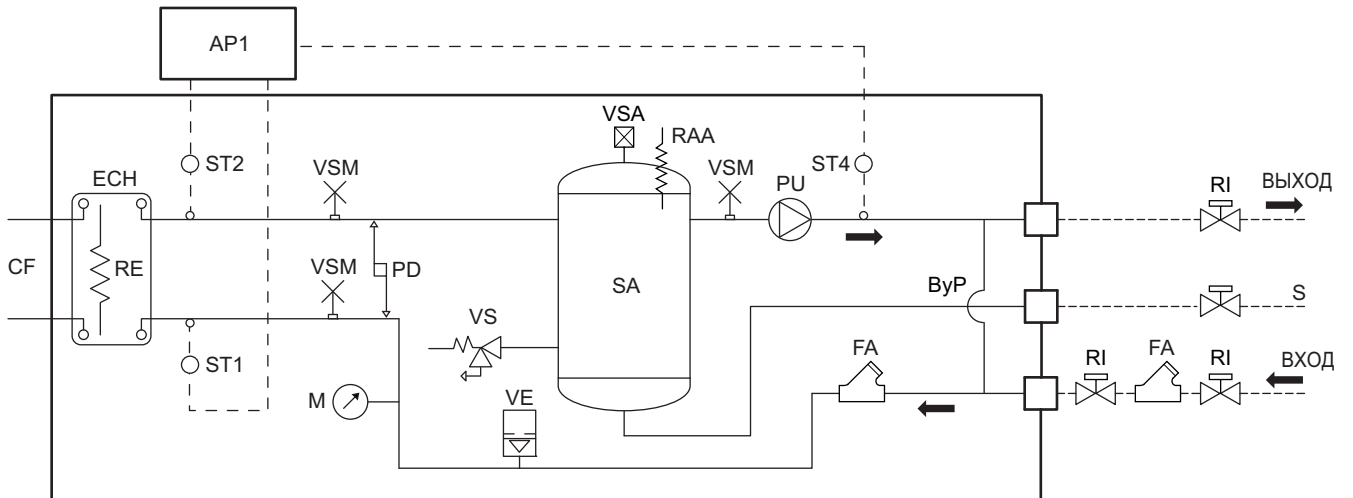 AP1
VSA
RAA
ST2
VSM
VSM
ST4
ECH
PU
RI
ВЫХОД
CF
RE
VSM
PD
SA
ByP
S
VS
ST1
FA
RI
FA
RI
ВХОД
M
VE